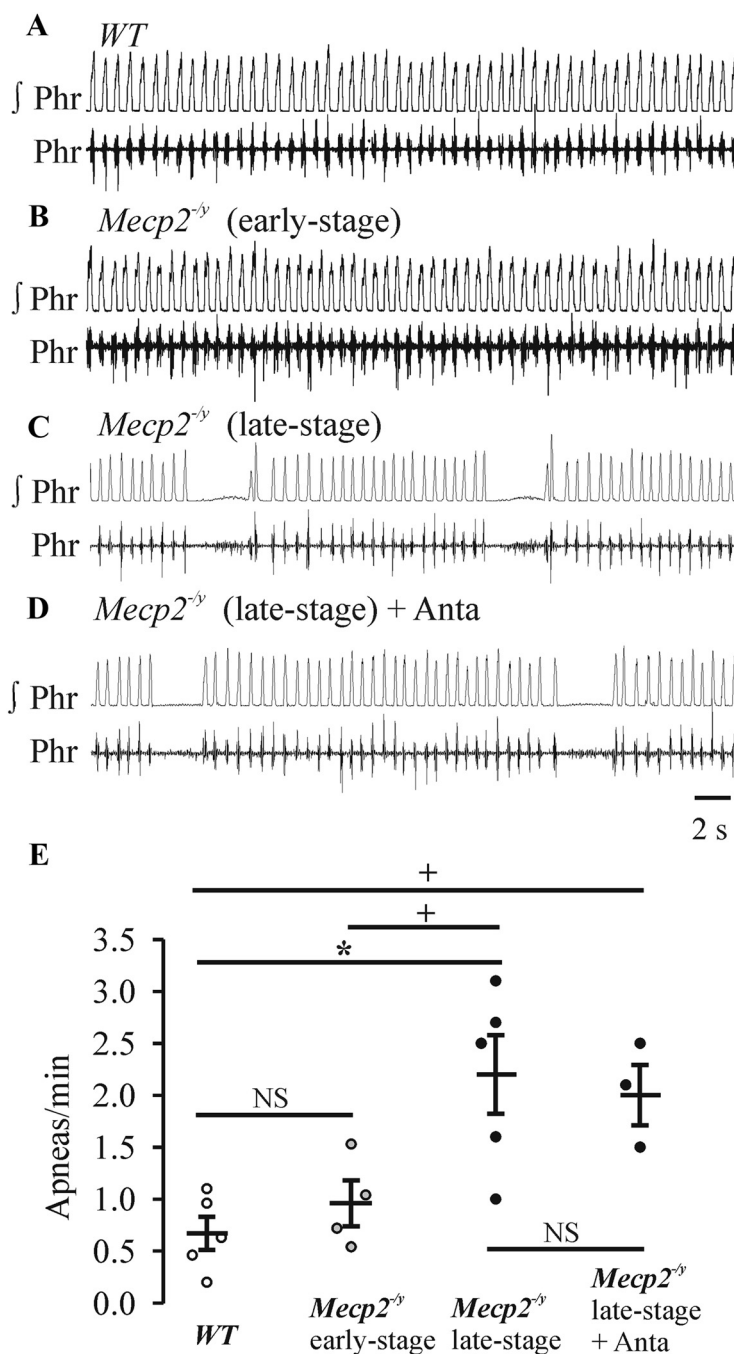 A WT
∫ Phr
Phr
B Mecp2-/y (early-stage)
∫ Phr
Phr
C Mecp2-/y (late-stage)
∫ Phr
Phr
D Mecp2-/y (late-stage) + Anta
∫ Phr
Phr
2 s
E
+
+
*
3.5
3.0
2.5
2.0
1.5
1.0
0.5
0.0
Apneas/min
NS
NS
WT
Mecp2-/y
early-stage
Mecp2-/y
late-stage
Mecp2-/y
late-stage
+ Anta